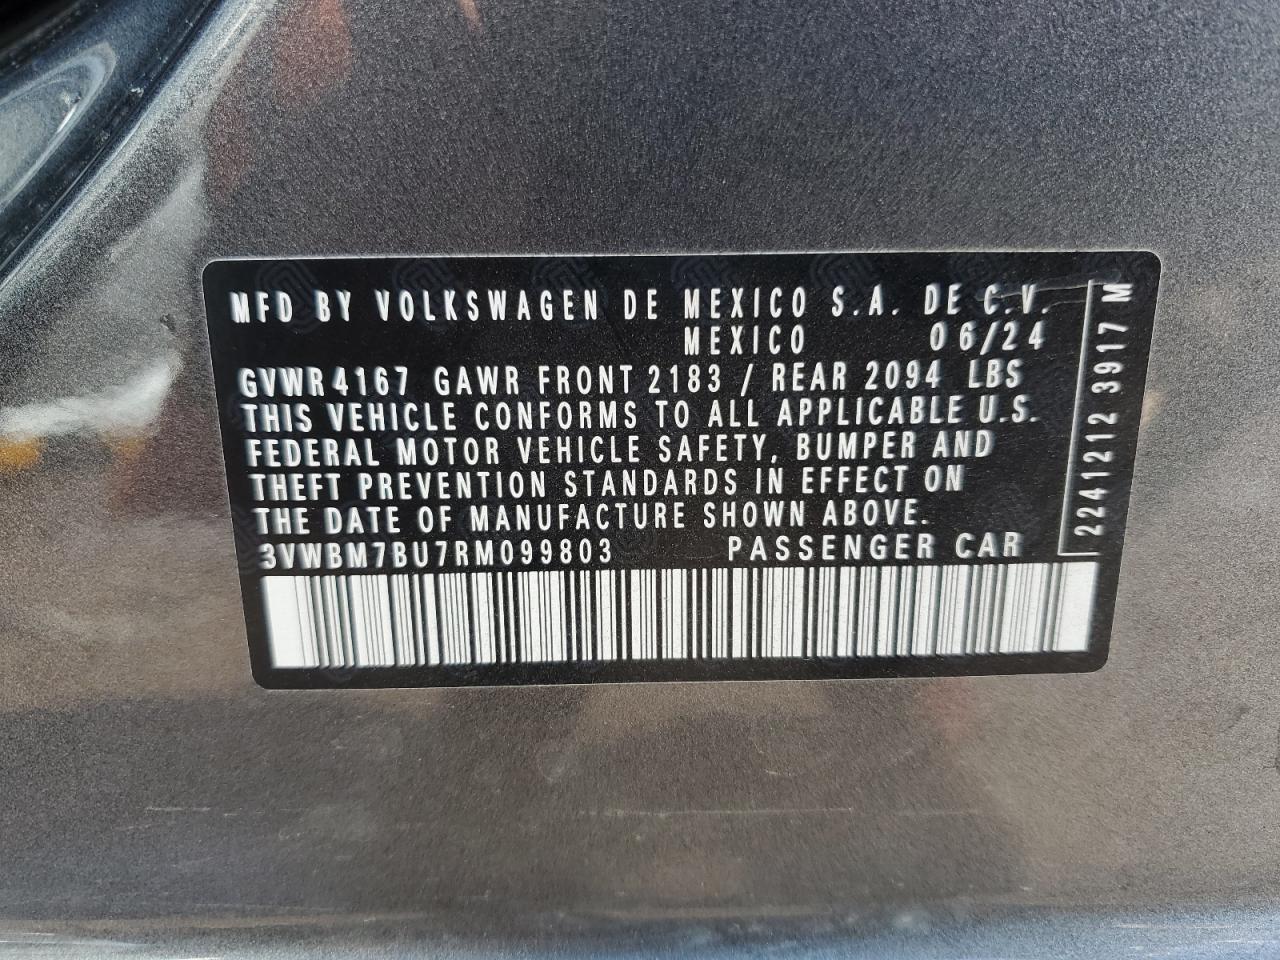 MFD BY VOLKSWAGEN DE MEXICO S.A. DE C.V.
MEXICO 06/24
GVWR 4167 GAWR FRONT 2183 / REAR 2094 LBS
THIS VEHICLE CONFORMS TO ALL APPLICABLE U.S.
FEDERAL MOTOR VEHICLE SAFETY, BUMPER AND
THEFT PREVENTION STANDARDS IN EFFECT ON
THE DATE OF MANUFACTURE SHOWN ABOVE.
3VWBM7BU7RM099803 PASSENGER CAR
2241212 3917 M